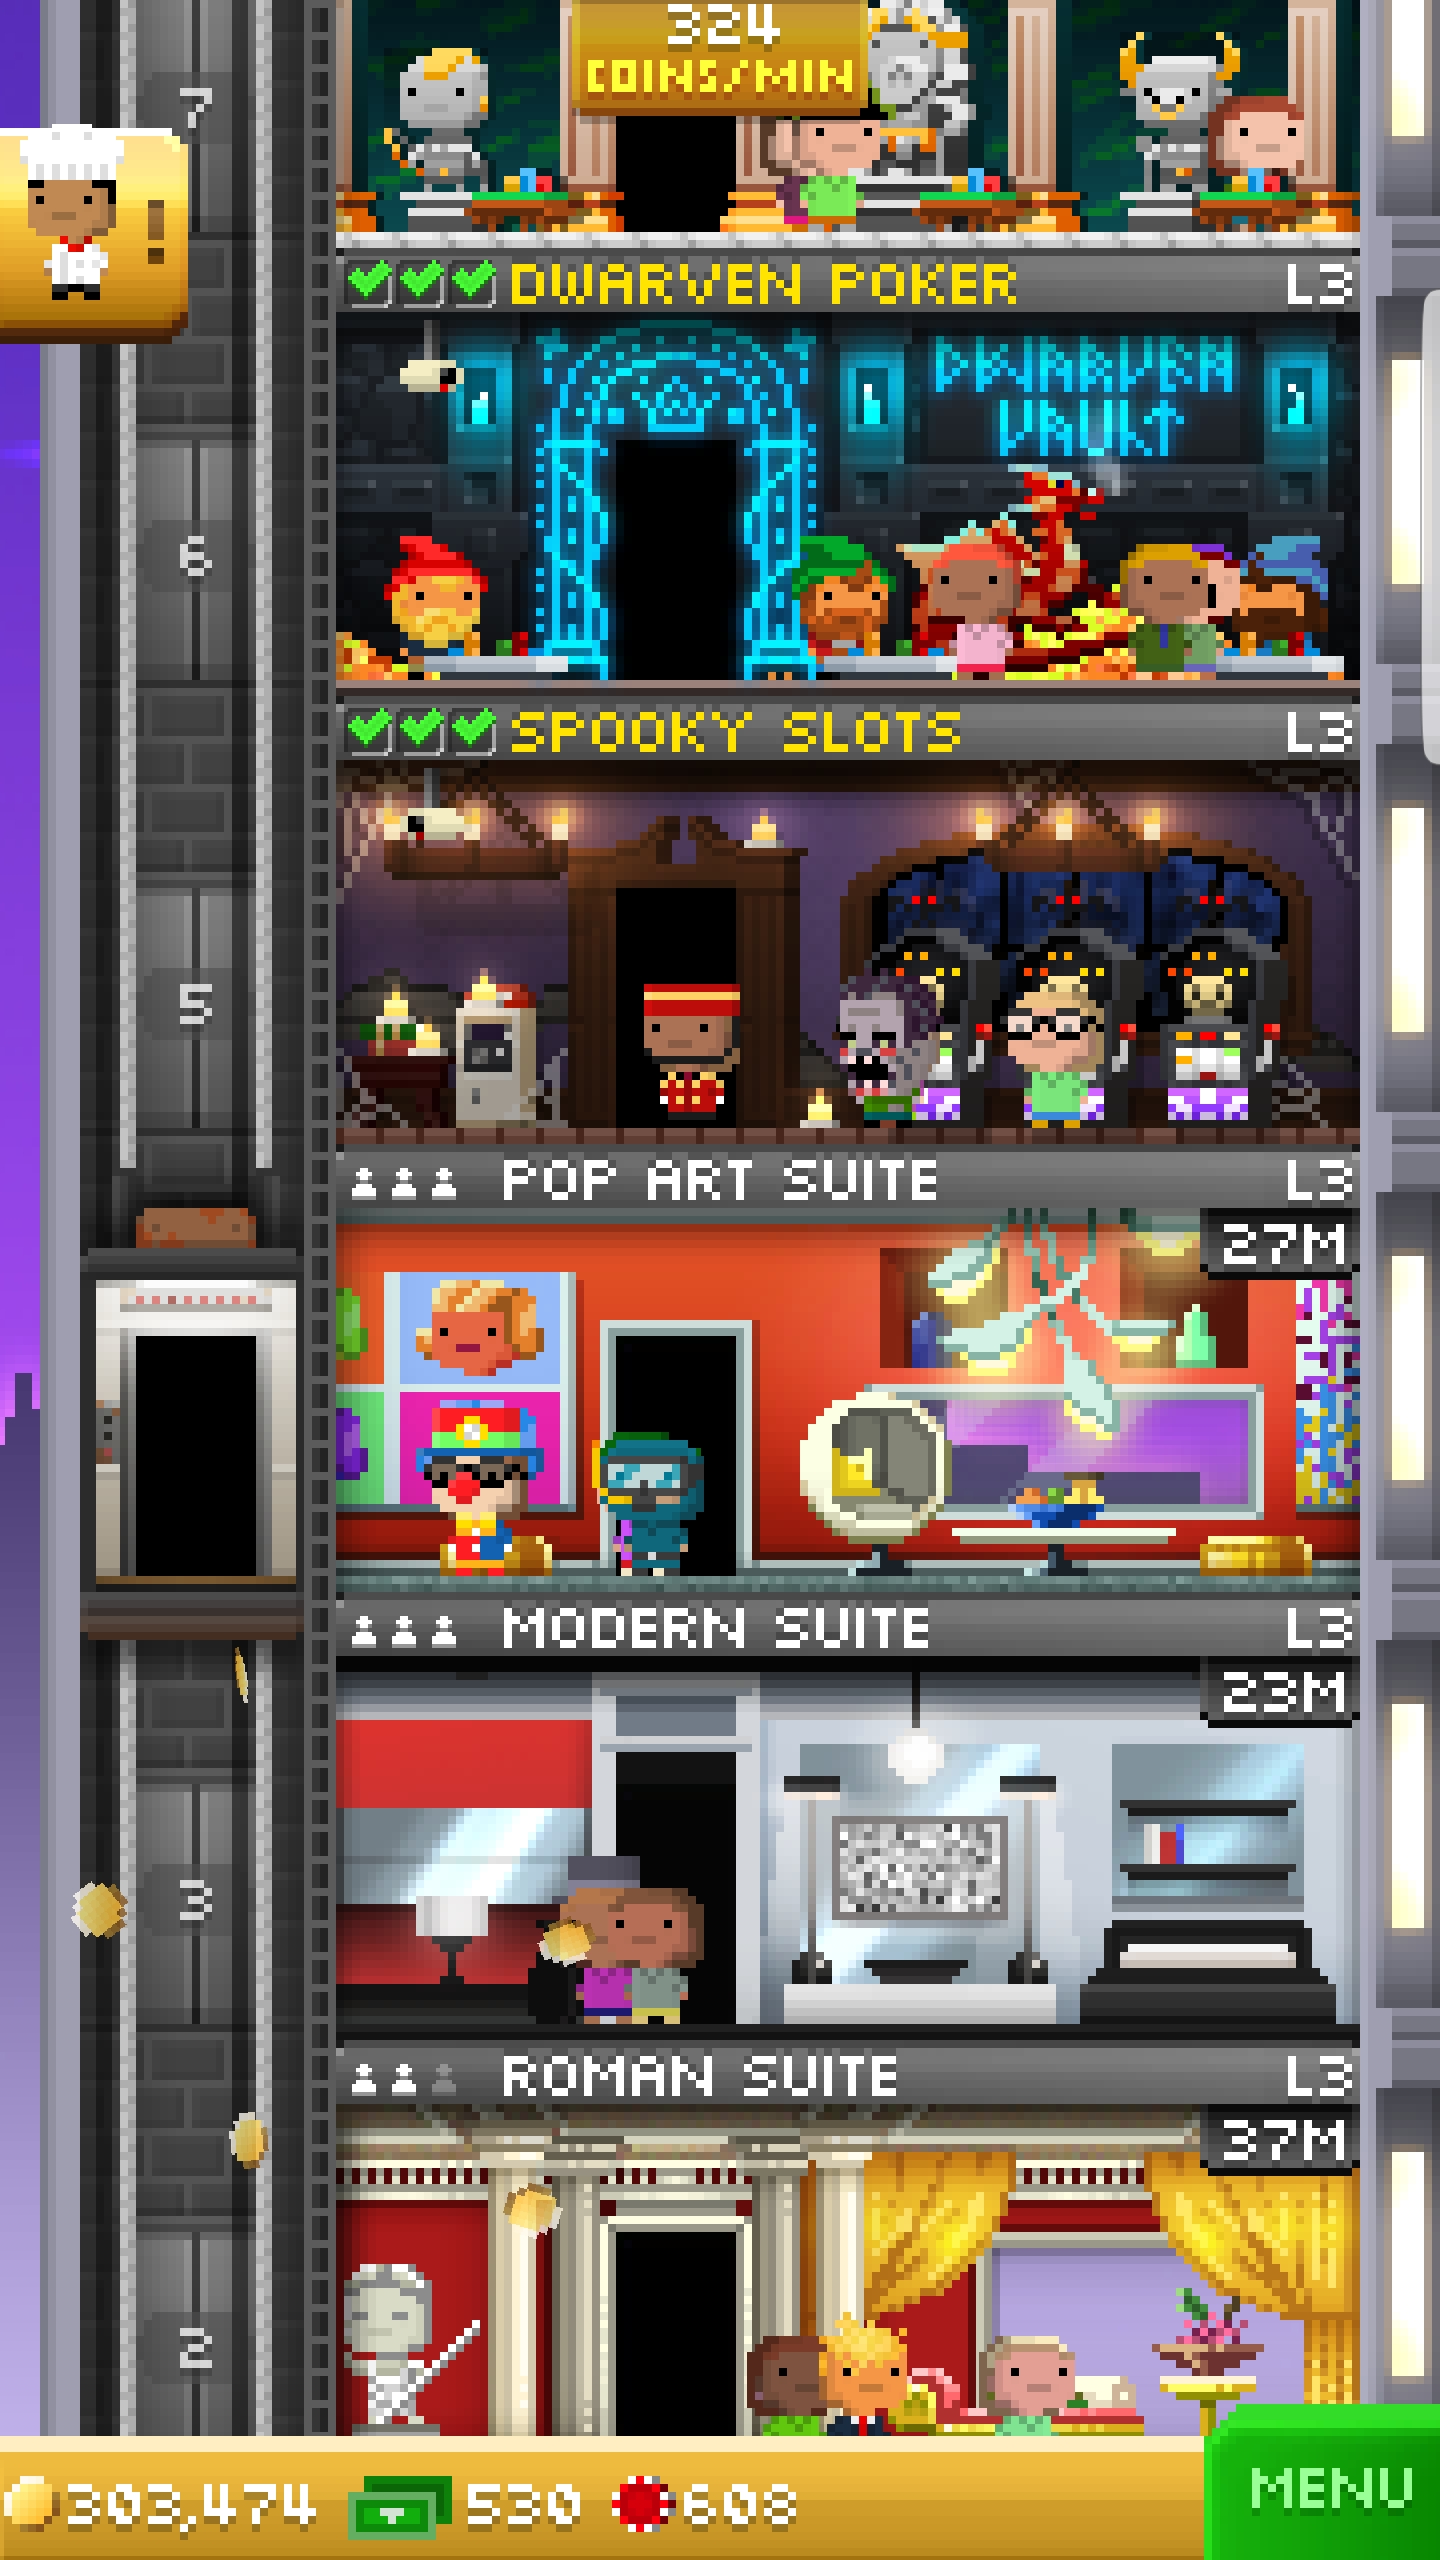 324
COINS/MIN
7
!
DWARVEN POKER L3
DWARVEN
VAULT
6
SPOOKY SLOTS L3
5
POP ART SUITE L3
27M
MODERN SUITE L3
23M
3
ROMAN SUITE L3
37M
2
303,474 530 608
MENU